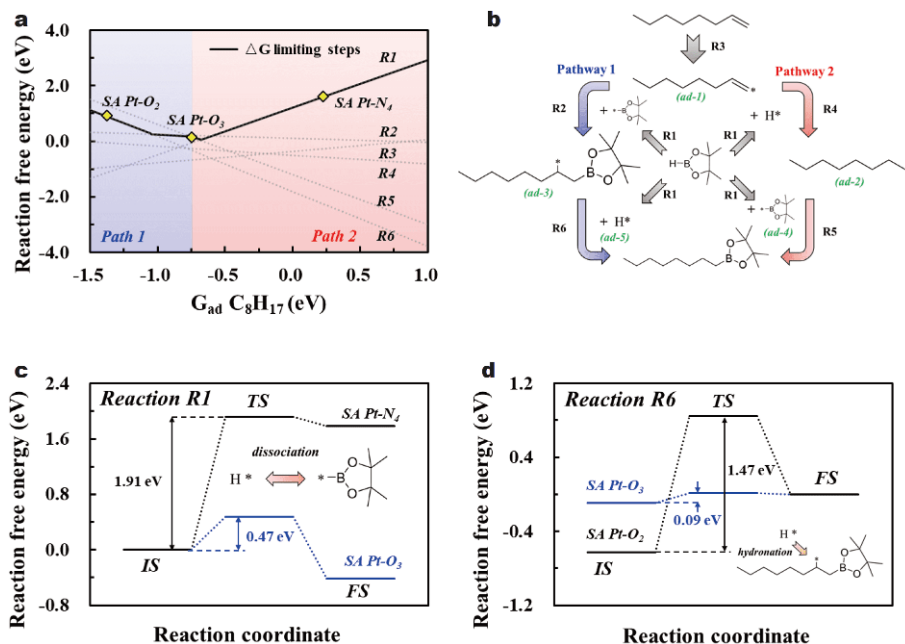 a
Reaction free energy (eV)
4.0
2.0
0.0
-2.0
-4.0
△G limiting steps
R1
SA Pt-O2
SA Pt-O3
SA Pt-N4
R2
R3
R4
R5
R6
Path 1
Path 2
-1.5
-1.0
-0.5
0.0
0.5
1.0
Gad C8H17 (eV)
b
R3
Pathway 1
Pathway 2
*
(ad-1)
R2
+ *-B O O
R1
R1
+ H*
R4
*
B O O
(ad-3)
H-B O O
(ad-2)
R1
R1
+ *-B O O
R6
+ H*
(ad-5)
(ad-4)
R5
B O O
c
Reaction free energy (eV)
2.4
1.6
0.8
0.0
-0.8
Reaction R1
TS
SA Pt-N4
dissociation
1.91 eV
H *
*-B O O
0.47 eV
SA Pt-O3
IS
FS
Reaction coordinate
d
Reaction free energy (eV)
1.2
0.6
0.0
-0.6
-1.2
Reaction R6
TS
1.47 eV
SA Pt-O3
FS
0.09 eV
SA Pt-O2
H *
hydronation
*
B O O
IS
Reaction coordinate